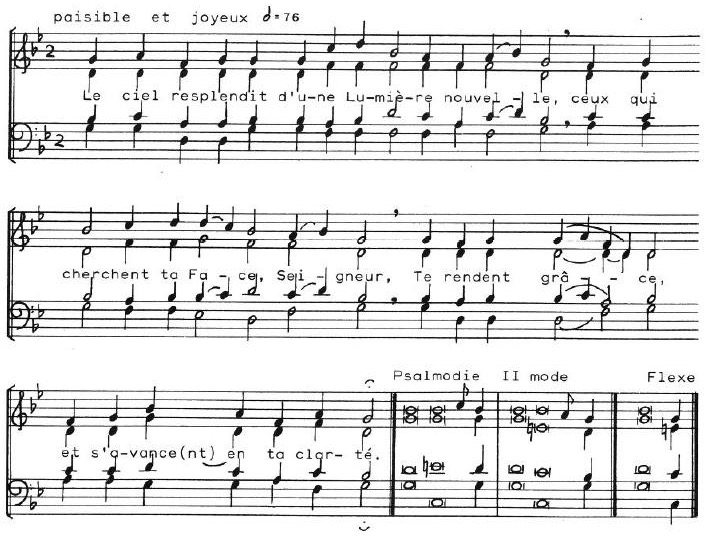 paisible et joyeux 𝅗𝅥=76
Le ciel resplendit d'u-ne Lu-miè-re nouvel - le, ceux qui
cherchent ta Fa - ce, Sei - gneur, Te rendent grâ - - ce,
Psalmodie II mode Flexe
et s'a-vance(nt) en ta clar- té.